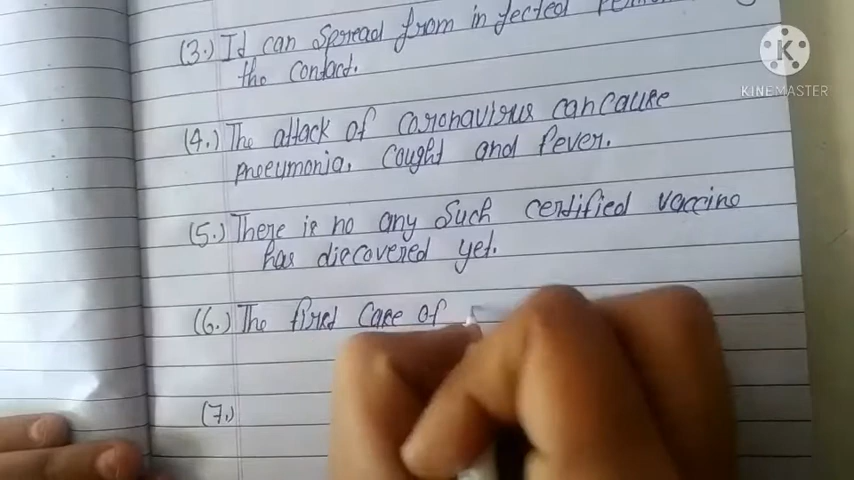 (3.) It can spread from infected
the contact.
KINEMASTER
(4.) The attack of coronavirus can cause
pneumonia, cought and fever.
(5.) There is no any such certified vaccine
has discovered yet.
(6.) The first case of
(7.)